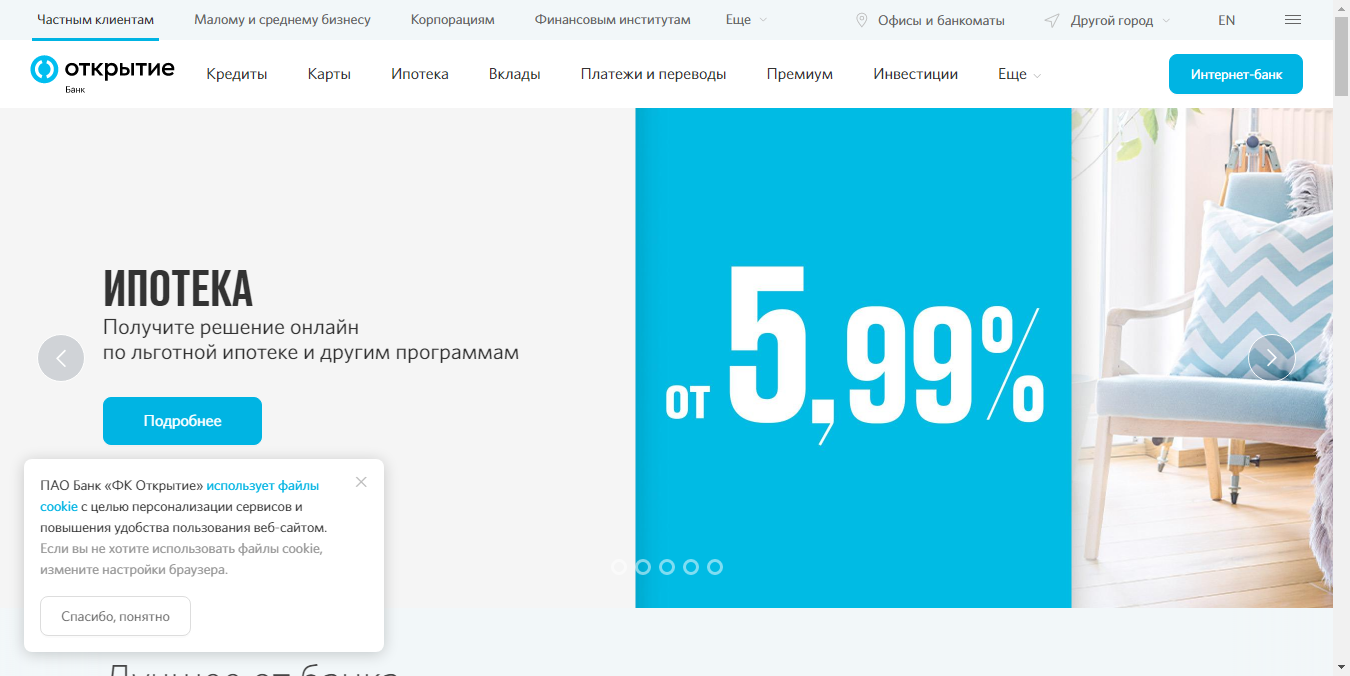 Частным клиентам Малому и среднему бизнесу Корпорациям Финансовым институтам Еще Офисы и банкоматы Другой город EN
открытие
Банк
Кредиты Карты Ипотека Вклады Платежи и переводы Премиум Инвестиции Еще Интернет-банк
ИПОТЕКА
Получите решение онлайн
по льготной ипотеке и другим программам
Подробнее
от 5,99%
ПАО Банк «ФК Открытие» использует файлы
cookie с целью персонализации сервисов и
повышения удобства пользования веб-сайтом.
Если вы не хотите использовать файлы cookie,
измените настройки браузера.
Спасибо, понятно
Лучшее от банка